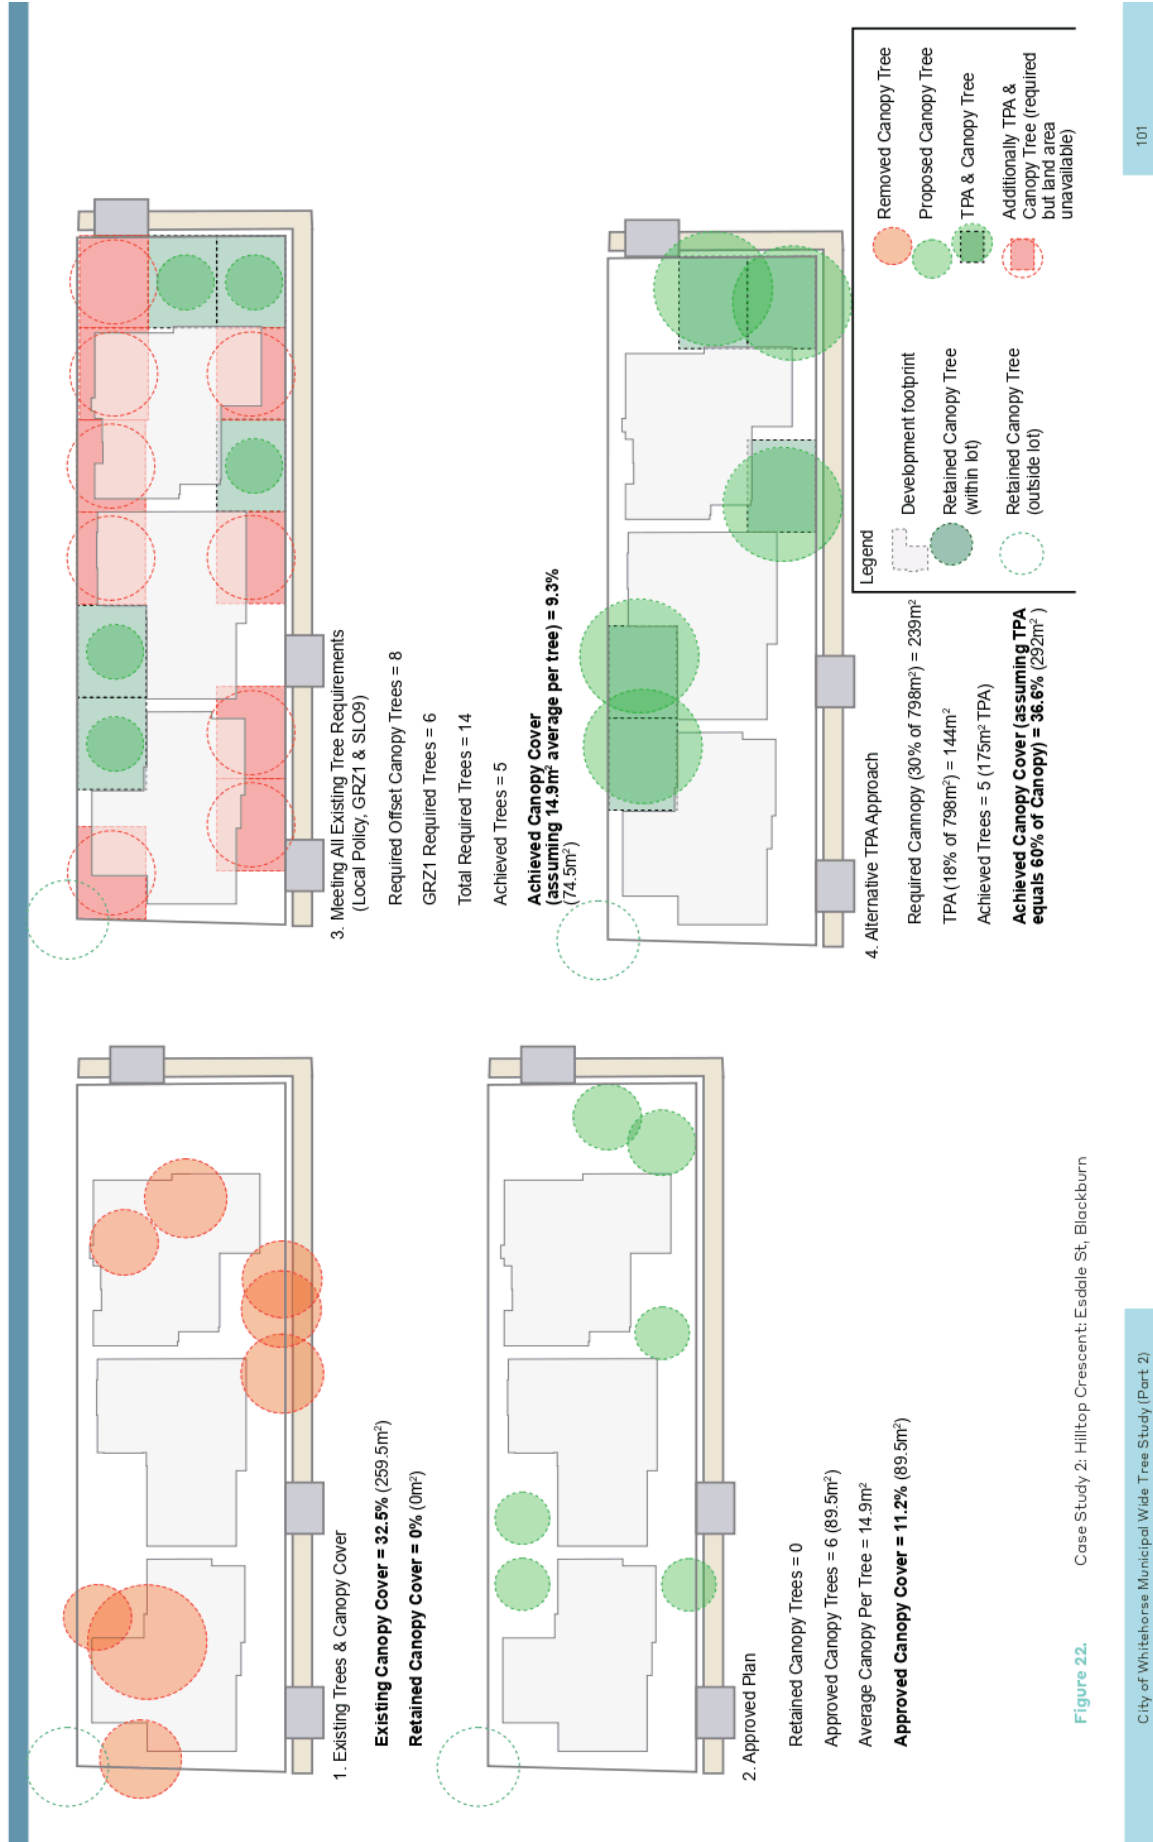 1. Existing Trees & Canopy Cover
Existing Canopy Cover = 32.5% (259.5m²)
Retained Canopy Cover = 0% (0m²)
2. Approved Plan
Retained Canopy Trees = 0
Approved Canopy Trees = 6 (89.5m²)
Average Canopy Per Tree = 14.9m²
Approved Canopy Cover = 11.2% (89.5m²)
3. Meeting All Existing Tree Requirements
(Local Policy, GRZ1 & SLO9)
Required Offset Canopy Trees = 8
GRZ1 Required Trees = 6
Total Required Trees = 14
Achieved Trees = 5
Achieved Canopy Cover
(assuming 14.9m² average per tree) = 9.3%
(74.5m²)
4. Alternative TPA Approach
Required Cannopy (30% of 798m²) = 239m²
TPA (18% of 798m²) = 144m²
Achieved Trees = 5 (175m² TPA)
Achieved Canopy Cover (assuming TPA
equals 60% of Canopy) = 36.6% (292m² )
Legend
Development footprint
Retained Canopy Tree
(within lot)
Retained Canopy Tree
(outside lot)
Removed Canopy Tree
Proposed Canopy Tree
TPA & Canopy Tree
Additionally TPA &
Canopy Tree (required
but land area
unavailable)
Figure 22. Case Study 2: Hilltop Crescent: Esdale St, Blackburn
City of Whitehorse Municipal Wide Tree Study (Part 2)
101